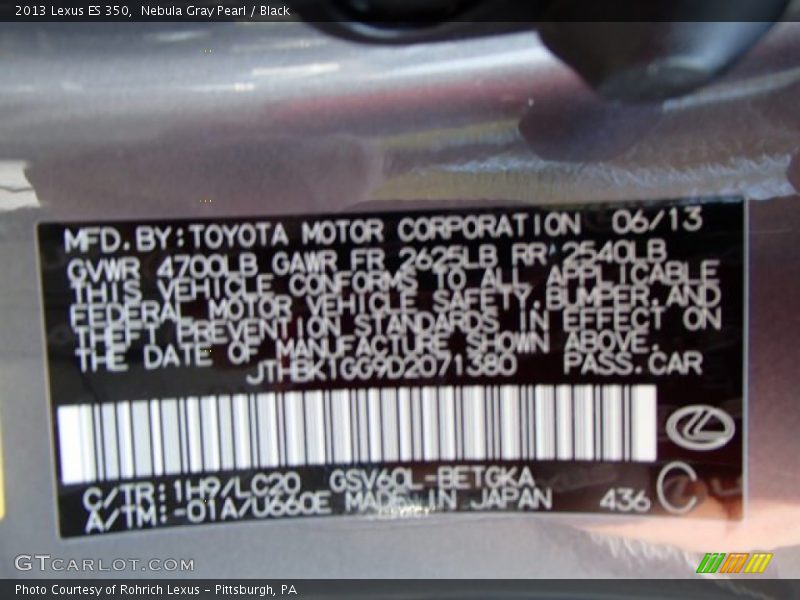 2013 Lexus ES 350, Nebula Gray Pearl / Black
MFD.BY:TOYOTA MOTOR CORPORATION 06/13
GVWR 4700LB GAWR FR 2625LB RR 2540LB
THIS VEHICLE CONFORMS TO ALL APPLICABLE
FEDERAL MOTOR VEHICLE SAFETY,BUMPER,AND
THEFT PREVENTION STANDARDS IN EFFECT ON
THE DATE OF MANUFACTURE SHOWN ABOVE.
JTHBK1GG9D2071380 PASS.CAR
C/TR:1H9/LC20 GSV60L-BETGKA
A/TM:-01A/U660E MADE IN JAPAN 436 C
GTCARLOT.COM
Photo Courtesy of Rohrich Lexus - Pittsburgh, PA